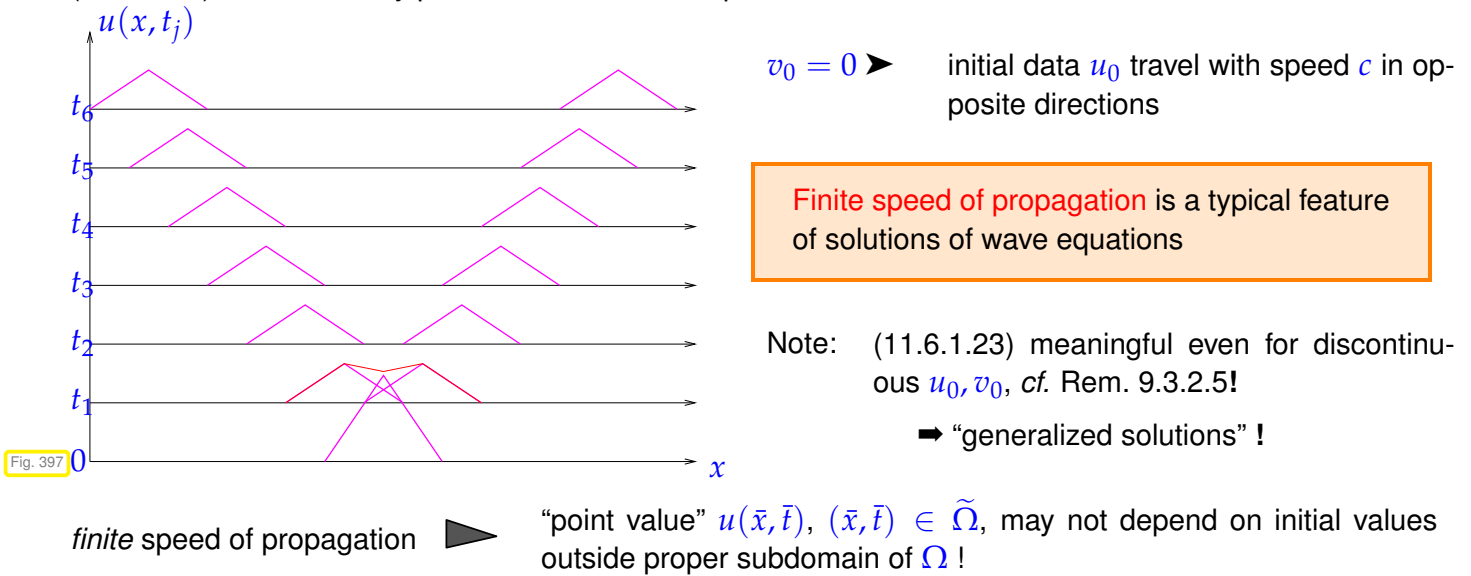 u(x, t_j)
t_6
t_5
t_4
t_3
t_2
t_1
0
x
Fig. 397
v_0 = 0 ➤ initial data u_0 travel with speed c in op-
posite directions
Finite speed of propagation is a typical feature
of solutions of wave equations
Note: (11.6.1.23) meaningful even for discontinu-
ous u_0, v_0, cf. Rem. 9.3.2.5!
➡ “generalized solutions” !
finite speed of propagation ▶ “point value” u(x̄, t̄), (x̄, t̄) ∈ Ω̃, may not depend on initial values
outside proper subdomain of Ω !